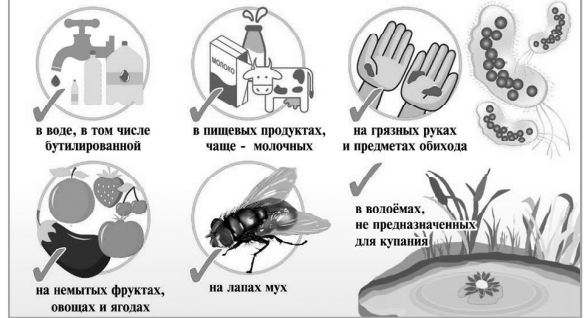 МОЛОКО
в воде, в том числе
бутилированной
в пищевых продуктах,
чаще - молочных
на грязных руках
и предметах обихода
на немытых фруктах,
овощах и ягодах
на лапах мух
в водоёмах,
не предназначенных
для купания